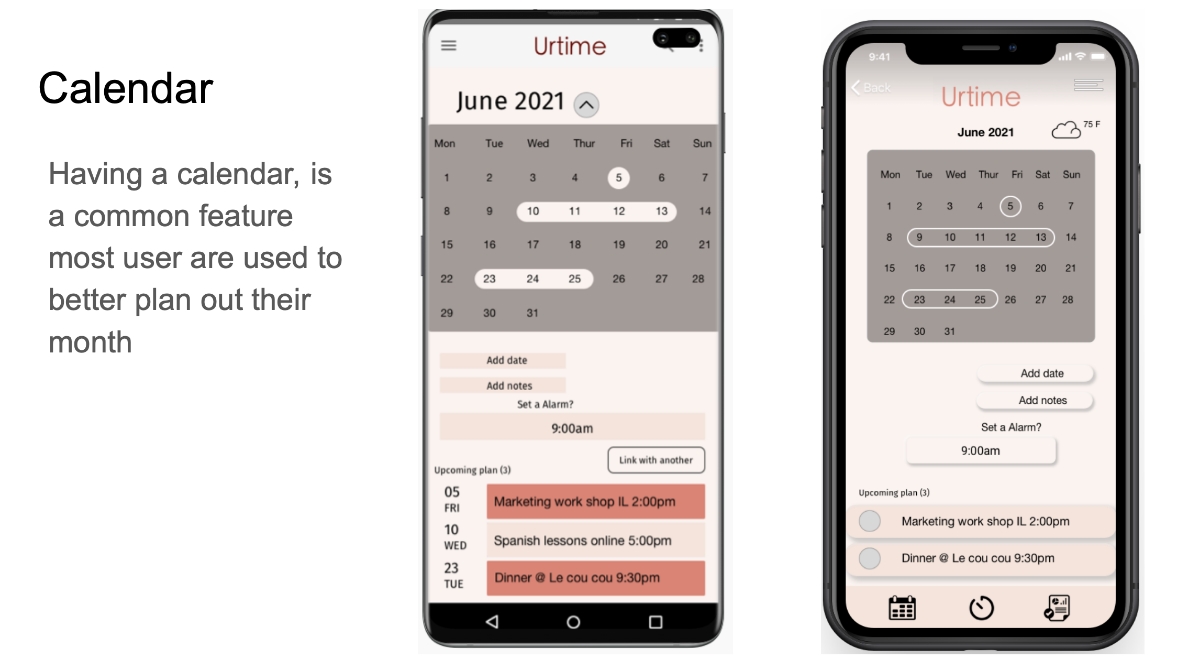 Calendar
Having a calendar, is
a common feature
most user are used to
better plan out their
month
Urtime
June 2021
Mon Tue Wed Thur Fri Sat Sun
1 2 3 4 5 6 7
8 9 10 11 12 13 14
15 16 17 18 19 20 21
22 23 24 25 26 27 28
29 30 31
Add date
Add notes
Set a Alarm?
9:00am
Link with another
Upcoming plan (3)
05
FRI
Marketing work shop IL 2:00pm
10
WED
Spanish lessons online 5:00pm
23
TUE
Dinner @ Le cou cou 9:30pm
9:41
Back
Urtime
June 2021
75 F
Mon Tue Wed Thur Fri Sat Sun
1 2 3 4 5 6 7
8 9 10 11 12 13 14
15 16 17 18 19 20 21
22 23 24 25 26 27 28
29 30 31
Add date
Add notes
Set a Alarm?
9:00am
Upcoming plan (3)
Marketing work shop IL 2:00pm
Dinner @ Le cou cou 9:30pm